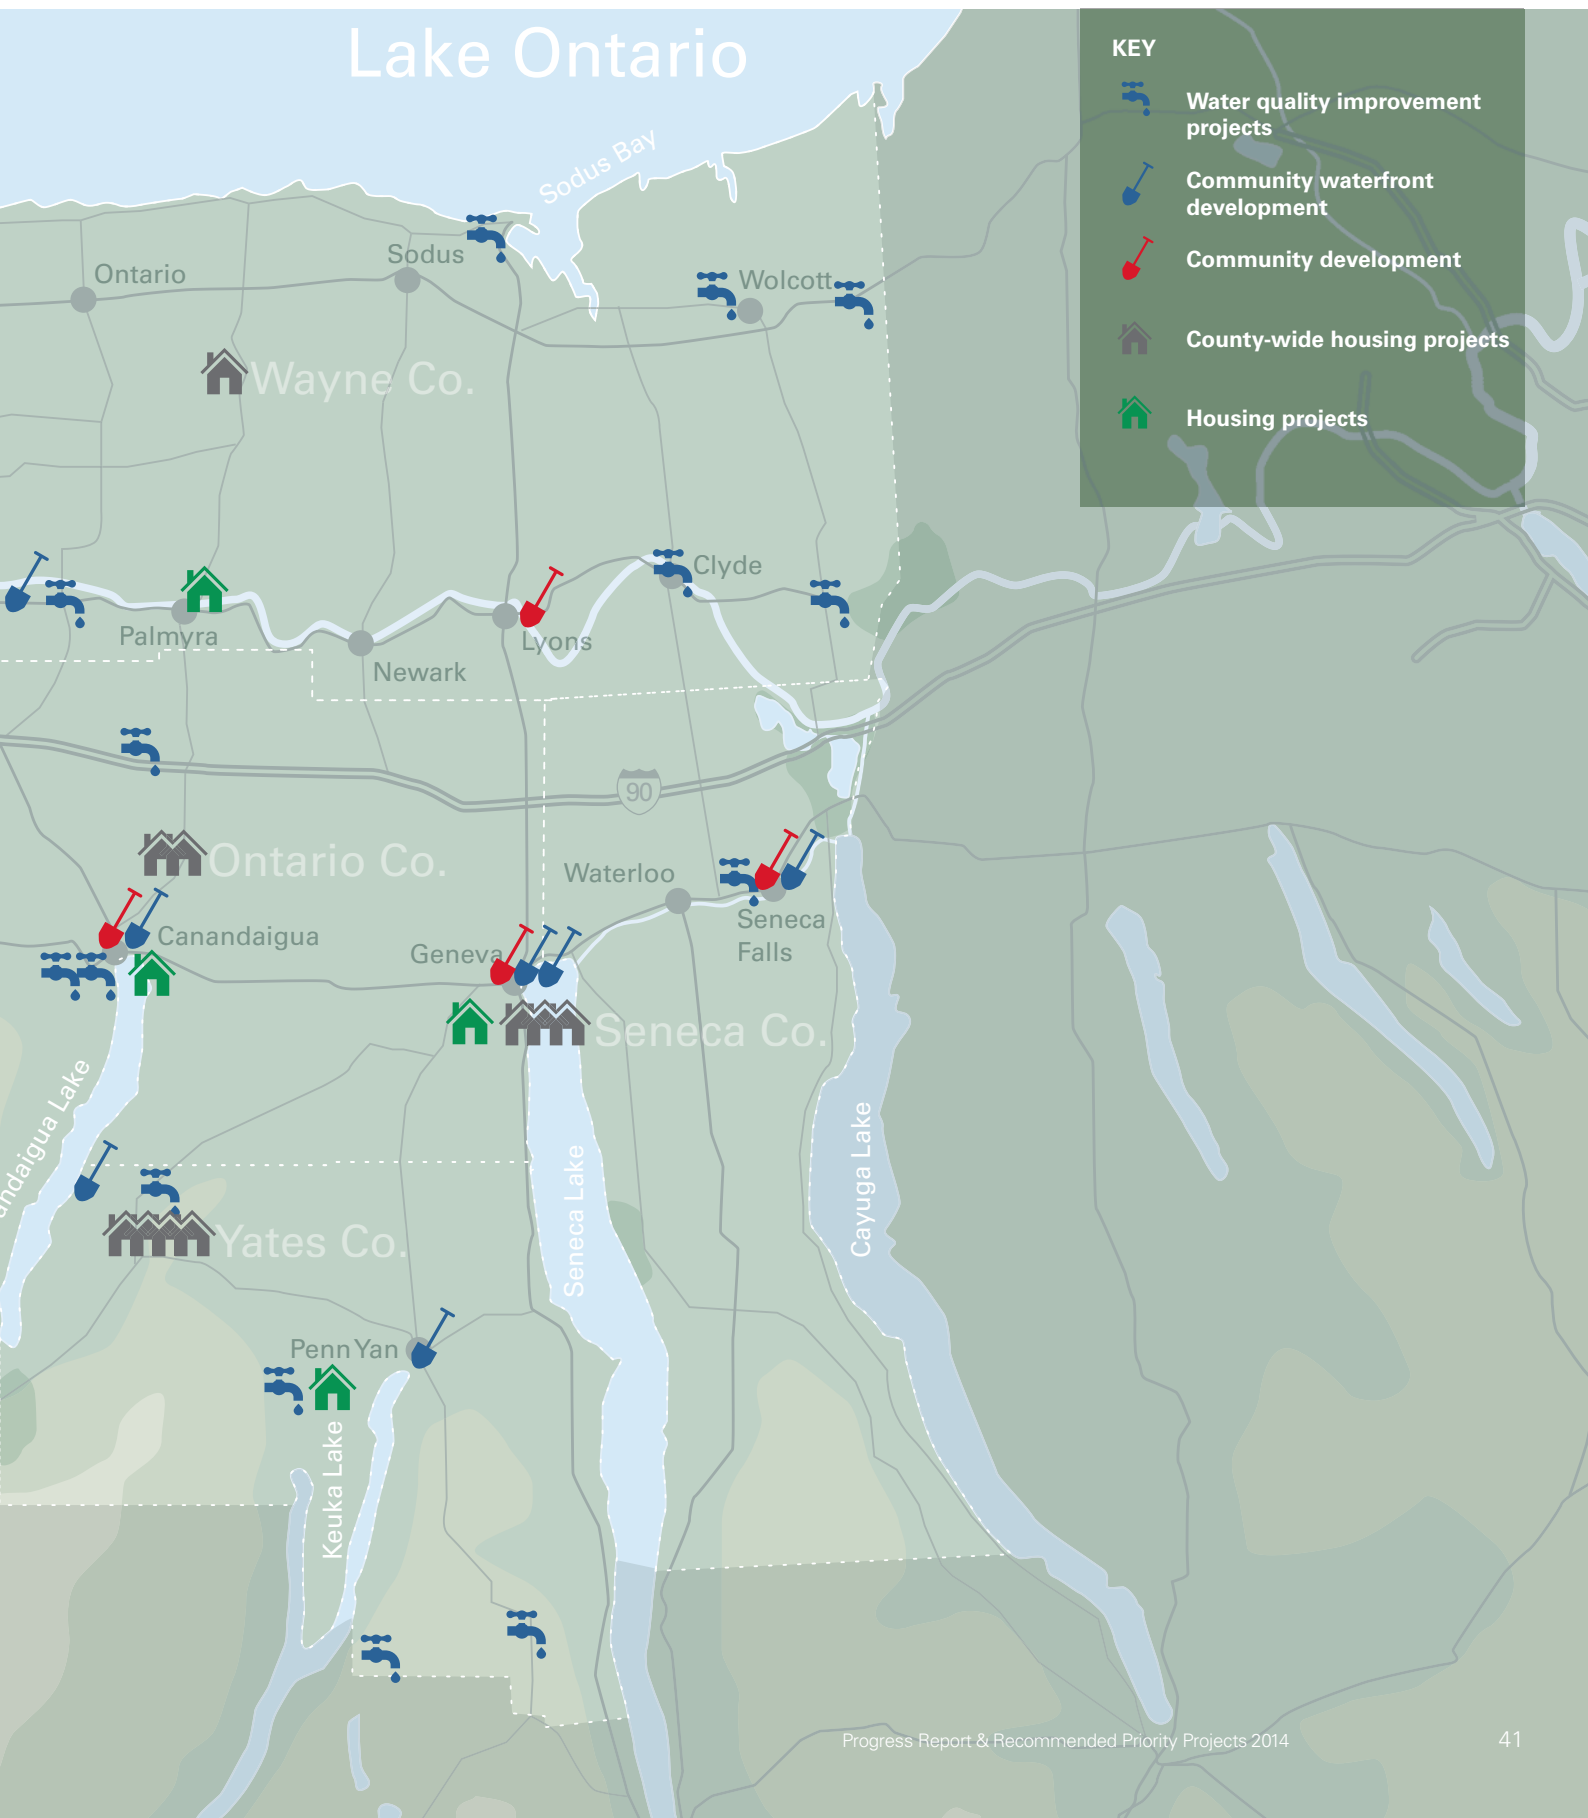 Lake Ontario
KEY
Water quality improvement
projects
Community waterfront
development
Community development
County-wide housing projects
Housing projects
Sodus Bay
Sodus
Ontario
Wolcott
Wayne Co.
Clyde
Palmyra
Lyons
Newark
90
Ontario Co.
Waterloo
Seneca
Falls
Canandaigua
Geneva
Seneca Co.
andaigua Lake
Seneca Lake
Cayuga Lake
Yates Co.
Penn Yan
Keuka Lake
Progress Report & Recommended Priority Projects 2014
41